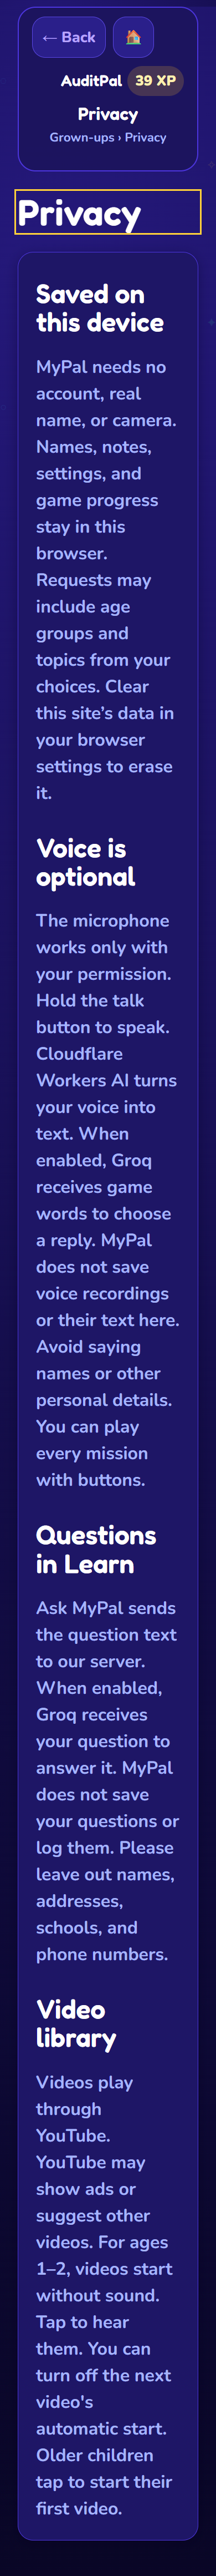 ← Back
AuditPal 39 XP
Privacy
Grown-ups › Privacy
Privacy
Saved on
this device
MyPal needs no
account, real
name, or camera.
Names, notes,
settings, and
game progress
stay in this
browser.
Requests may
include age
groups and
topics from your
choices. Clear
this site’s data in
your browser
settings to erase
it.
Voice is
optional
The microphone
works only with
your permission.
Hold the talk
button to speak.
Cloudflare
Workers AI turns
your voice into
text. When
enabled, Groq
receives game
words to choose
a reply. MyPal
does not save
voice recordings
or their text here.
Avoid saying
names or other
personal details.
You can play
every mission
with buttons.
Questions
in Learn
Ask MyPal sends
the question text
to our server.
When enabled,
Groq receives
your question to
answer it. MyPal
does not save
your questions or
log them. Please
leave out names,
addresses,
schools, and
phone numbers.
Video
library
Videos play
through
YouTube.
YouTube may
show ads or
suggest other
videos. For ages
1–2, videos start
without sound.
Tap to hear
them. You can
turn off the next
video's
automatic start.
Older children
tap to start their
first video.